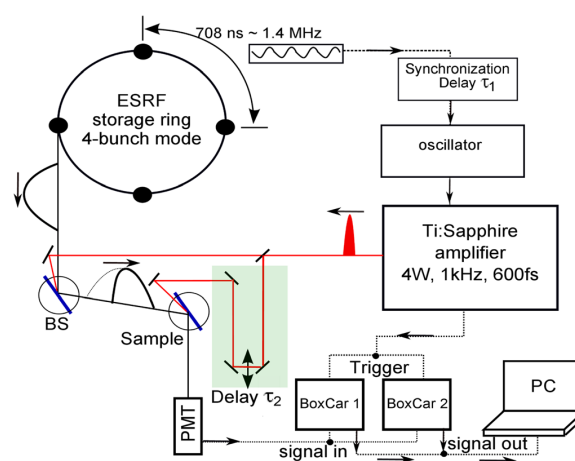 708 ns ~ 1.4 MHz
ESRF
storage ring
4-bunch mode
Synchronization
Delay τ1
oscillator
Ti:Sapphire
amplifier
4W, 1kHz, 600fs
BS
Sample
Delay τ2
Trigger
PMT
BoxCar 1
BoxCar 2
PC
signal in
signal out